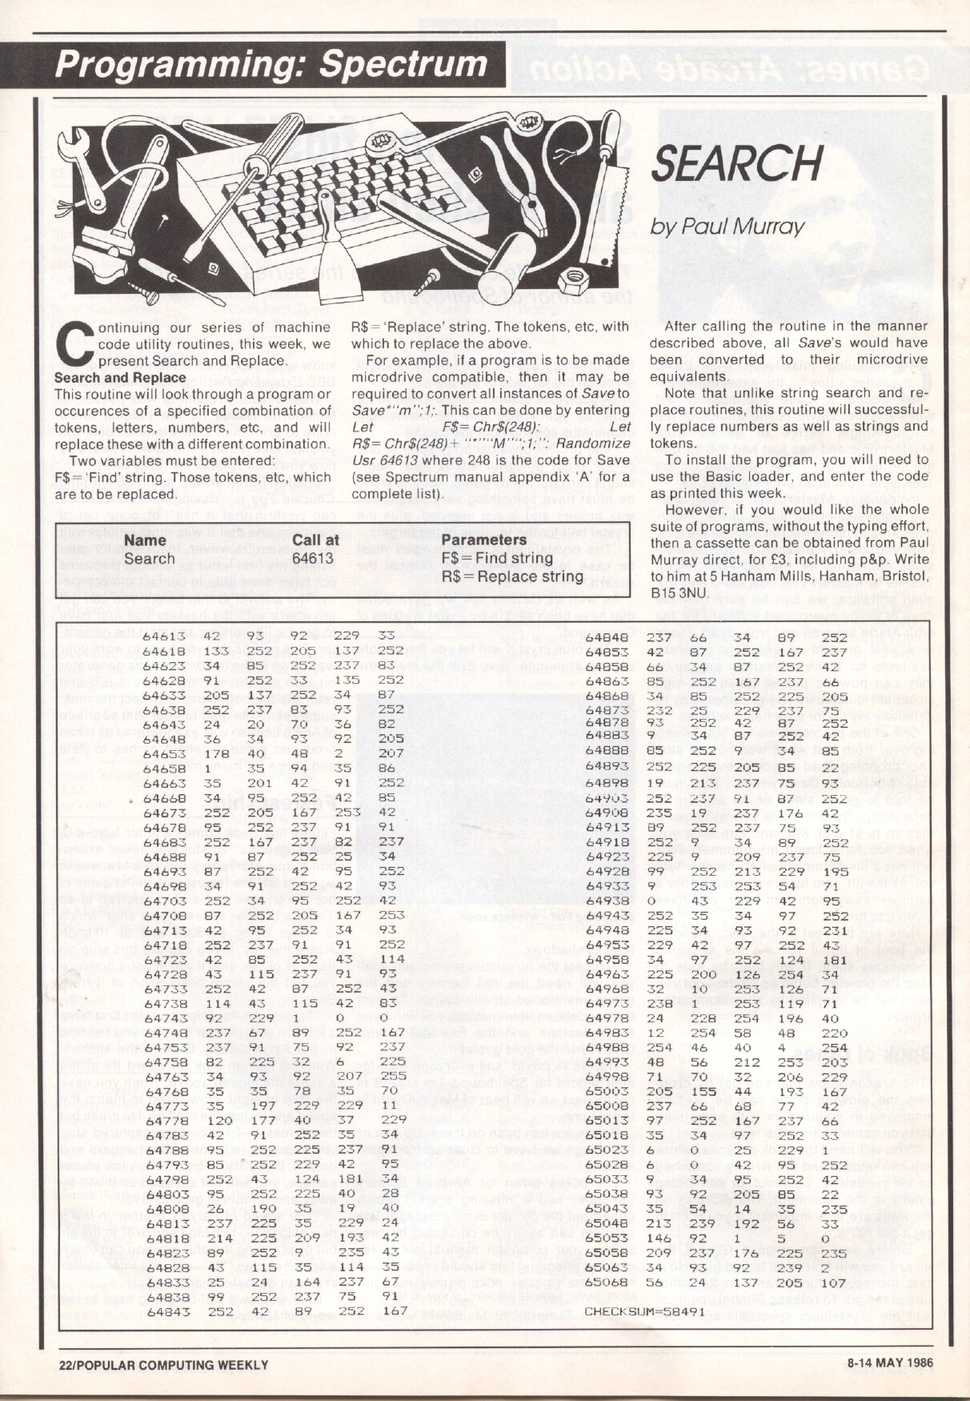 Programming: Spectrum
SEARCH
by Paul Murray
Continuing our series of machine
code utility routines, this week, we
present Search and Replace.
Search and Replace
This routine will look through a program or
occurences of a specified combination of
tokens, letters, numbers, etc, and will
replace these with a different combination.
Two variables must be entered:
F$= 'Find' string. Those tokens, etc, which
are to be replaced.
R$= 'Replace' string. The tokens, etc, with
which to replace the above.
For example, if a program is to be made
microdrive compatible, then it may be
required to convert all instances of Save to
Save*"m";1;. This can be done by entering
Let F$= Chr$(248): Let
R$= Chr$(248)+ "*""M"";1;": Randomize
Usr 64613 where 248 is the code for Save
(see Spectrum manual appendix 'A' for a
complete list).
After calling the routine in the manner
described above, all Save's would have
been converted to their microdrive
equivalents.
Note that unlike string search and re-
place routines, this routine will successful-
ly replace numbers as well as strings and
tokens.
To install the program, you will need to
use the Basic loader, and enter the code
as printed this week.
However, if you would like the whole
suite of programs, without the typing effort,
then a cassette can be obtained from Paul
Murray direct, for £3, including p&p. Write
to him at 5 Hanham Mills, Hanham, Bristol,
B15 3NU.
Name Call at Parameters
Search 64613 F$= Find string
R$= Replace string
64613 42 93 92 229 33
64618 133 252 205 137 252
64623 34 85 252 237 83
64628 91 252 33 135 252
64633 205 137 252 34 87
64638 252 237 83 93 252
64643 24 20 70 36 82
64648 36 34 93 92 205
64653 178 40 48 2 207
64658 1 35 94 35 86
64663 35 201 42 91 252
64668 34 95 252 42 85
64673 252 205 167 253 42
64678 95 252 237 91 91
64683 252 167 237 82 237
64688 91 87 252 25 34
64693 87 252 42 95 252
64698 34 91 252 42 93
64703 252 34 95 252 42
64708 87 252 205 167 253
64713 42 95 252 34 93
64718 252 237 91 91 252
64723 42 85 252 43 114
64728 43 115 237 91 93
64733 252 42 87 252 43
64738 114 43 115 42 83
64743 92 229 1 0 0
64748 237 67 89 252 167
64753 237 91 75 92 237
64758 82 225 32 6 225
64763 34 93 92 207 255
64768 35 35 78 35 70
64773 35 197 229 229 11
64778 120 177 40 37 229
64783 42 91 252 35 34
64788 95 252 225 237 91
64793 85 252 229 42 95
64798 252 43 124 181 34
64803 95 252 225 40 28
64808 26 190 35 19 40
64813 237 225 35 229 24
64818 214 225 209 193 42
64823 89 252 9 235 43
64828 43 115 35 114 35
64833 25 24 164 237 67
64838 99 252 237 75 91
64843 252 42 89 252 167
64848 237 66 34 89 252
64853 42 87 252 167 237
64858 66 34 87 252 42
64863 85 252 167 237 66
64868 34 85 252 225 205
64873 232 25 229 237 75
64878 93 252 42 87 252
64883 9 34 87 252 42
64888 85 252 9 34 85
64893 252 225 205 85 22
64898 19 213 237 75 93
64903 252 237 91 87 252
64908 235 19 237 176 42
64913 89 252 237 75 93
64918 252 9 34 89 252
64923 225 9 209 237 75
64928 99 252 213 229 195
64933 9 253 253 54 71
64938 0 43 229 42 95
64943 252 35 34 97 252
64948 225 34 93 92 231
64953 229 42 97 252 43
64958 34 97 252 124 181
64963 225 200 126 254 34
64968 32 10 253 126 71
64973 238 1 253 119 71
64978 24 228 254 196 40
64983 12 254 58 48 220
64988 254 46 40 4 254
64993 48 56 212 253 203
64998 71 70 32 206 229
65003 205 155 44 193 167
65008 237 66 68 77 42
65013 97 252 167 237 66
65018 35 34 97 252 33
65023 6 0 25 229 1
65028 6 0 42 95 252
65033 9 34 95 252 42
65038 93 92 205 85 22
65043 35 54 14 35 235
65048 213 239 192 56 33
65053 146 92 1 5 0
65058 209 237 176 225 235
65063 34 93 92 239 2
65068 56 24 137 205 107
CHECKSUM=58491
22/POPULAR COMPUTING WEEKLY
8-14 MAY 1986